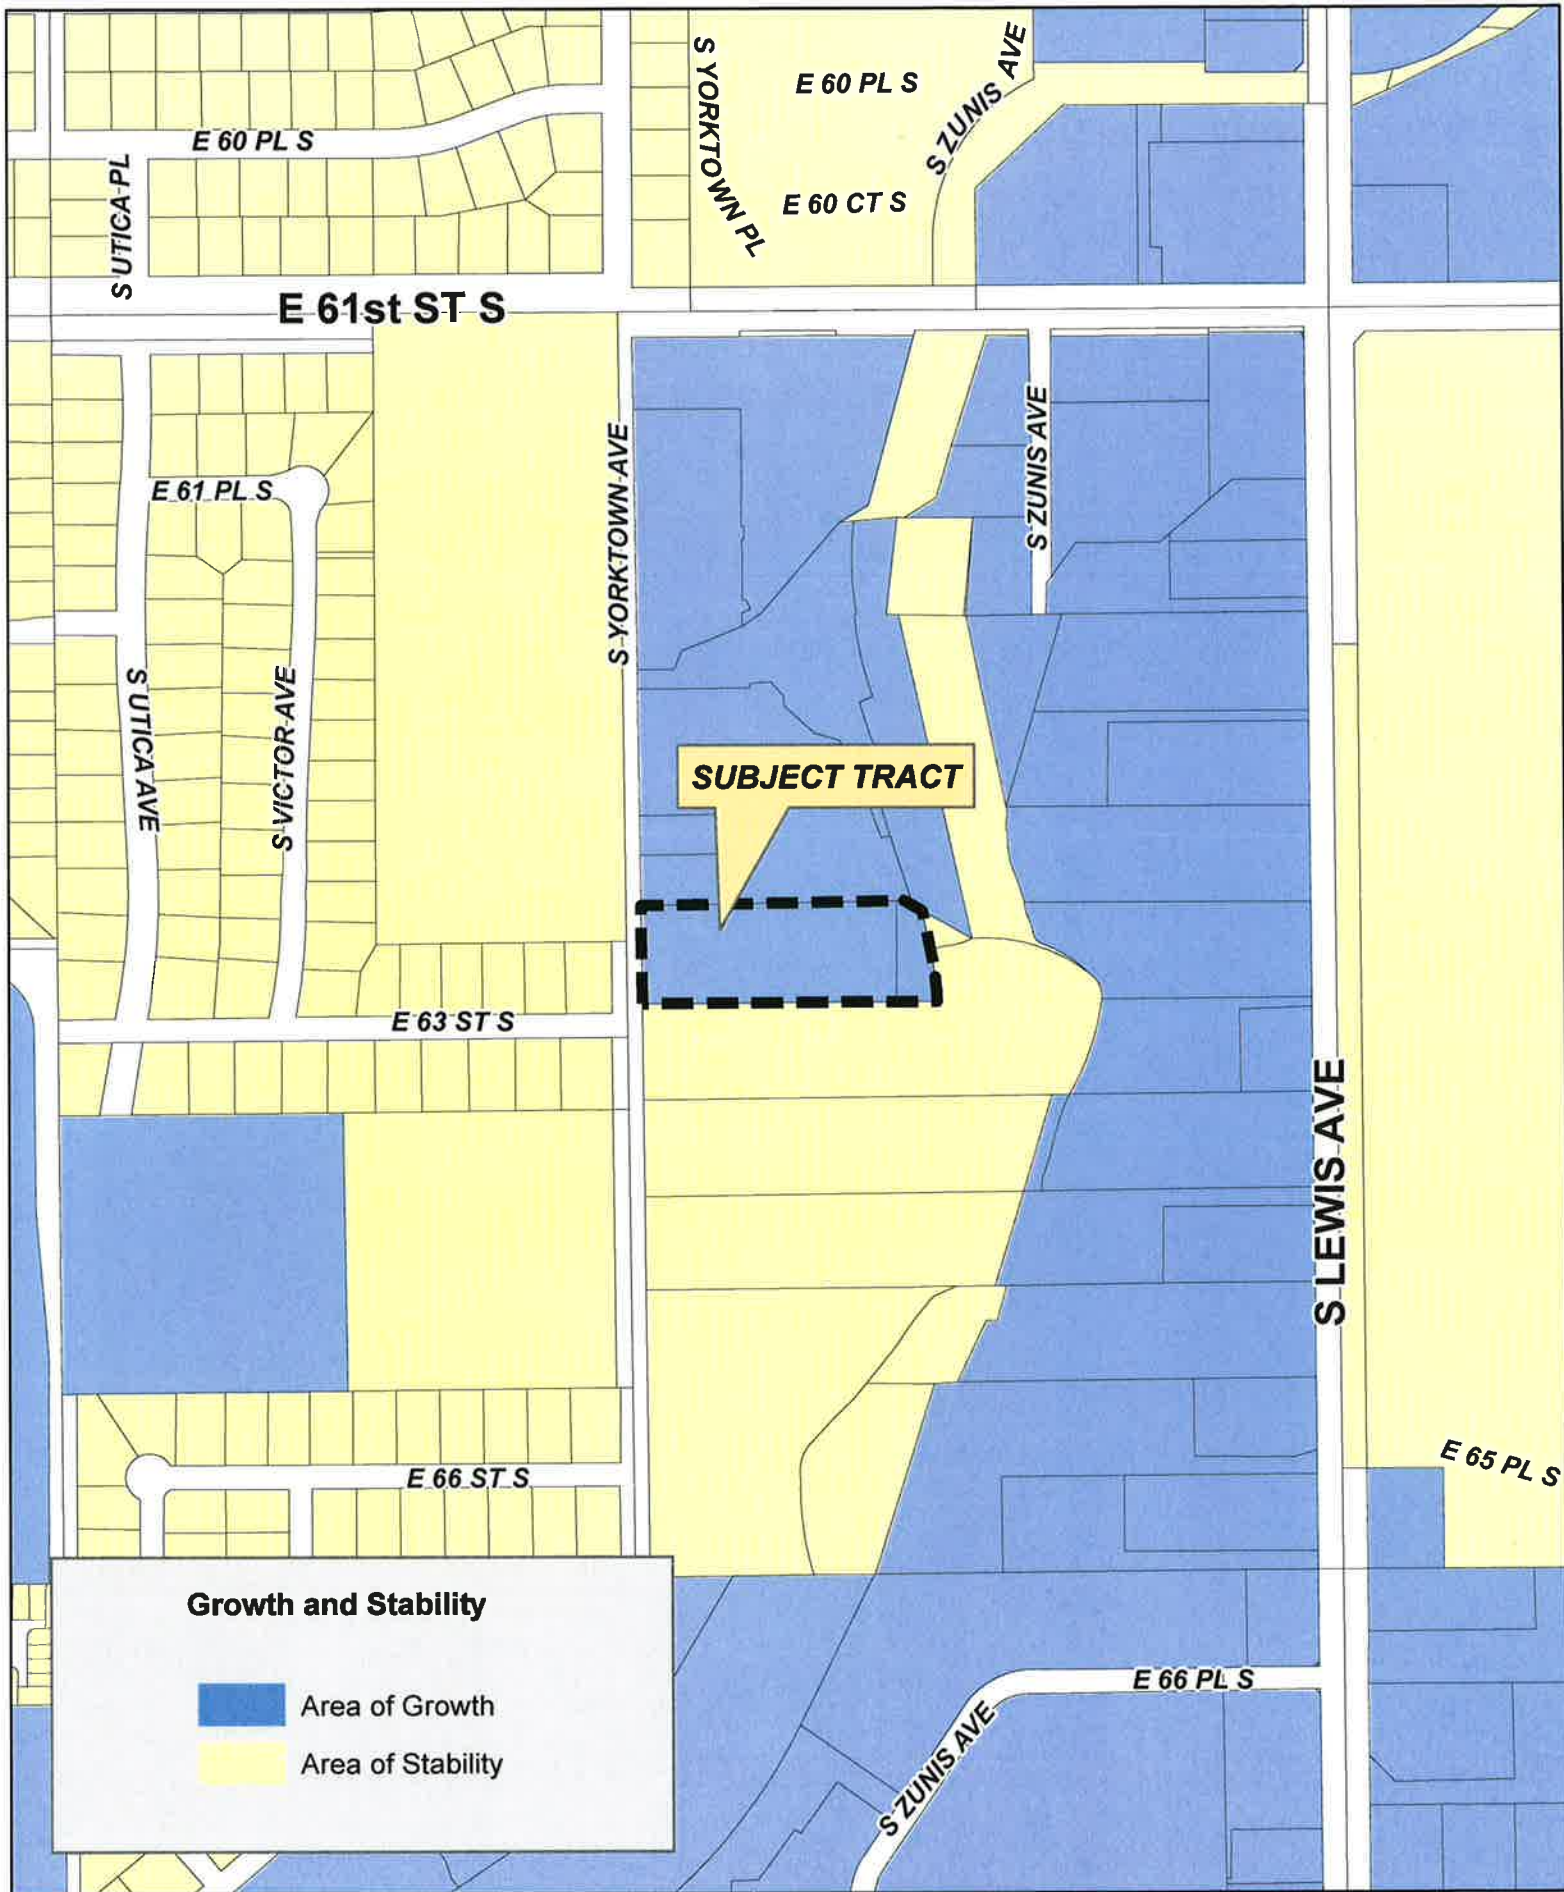 S YORKTOWN PL
E 60 PL S
S ZUNIS AVE
E 60 PL S
S UTICA PL
E 60 CT S
E 61st ST S
S YORKTOWN AVE
S ZUNIS AVE
E 61 PL S
S UTICA AVE
S VICTOR AVE
SUBJECT TRACT
E 63 ST S
S LEWIS AVE
E 65 PL S
E 66 ST S
Growth and Stability
Area of Growth
Area of Stability
E 66 PL S
S ZUNIS AVE